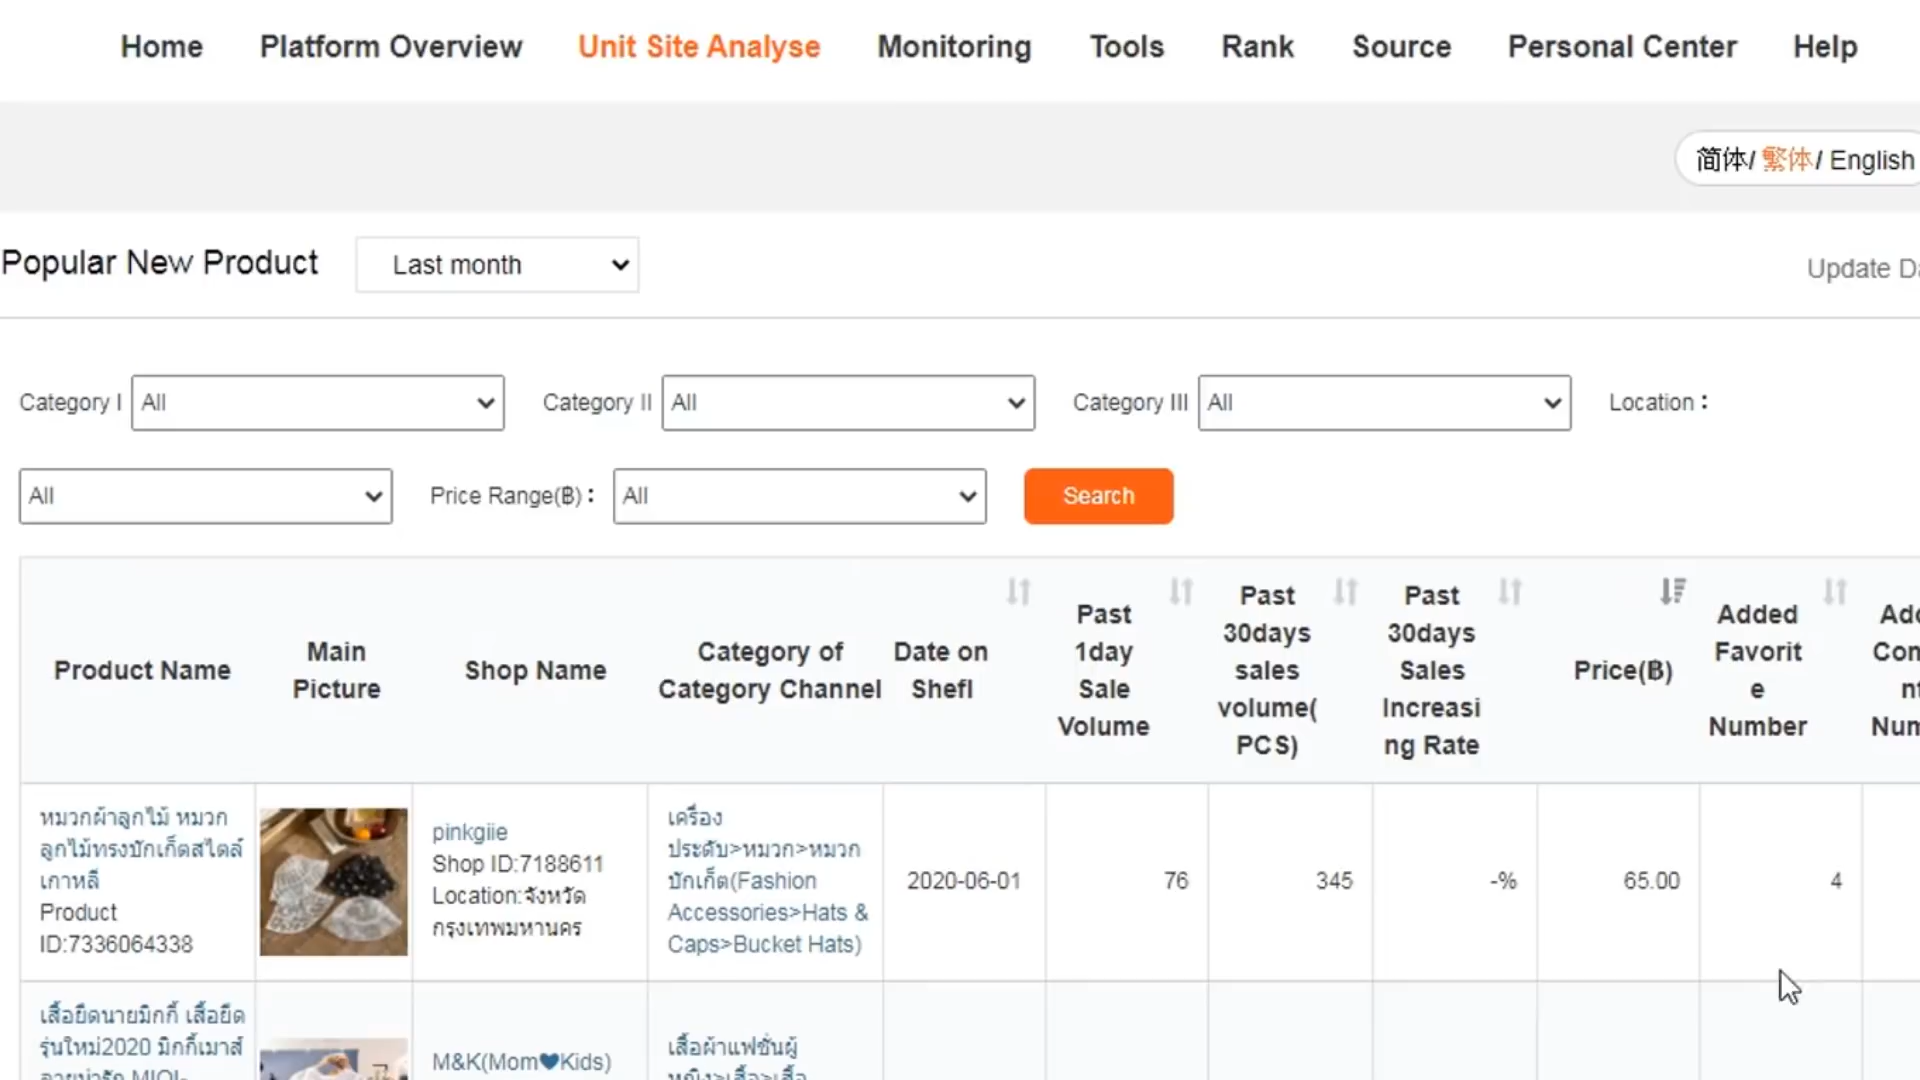 Home Platform Overview Unit Site Analyse Monitoring Tools Rank Source Personal Center Help
简体/ 繁体/ English
Popular New Product Last month
Update
Category I All Category II All Category III All Location :
All Price Range(฿) : All Search
Product Name
Main
Picture
Shop Name
Category of
Category Channel
Date on
Shefl
Past
1day
Sale
Volume
Past
30days
sales
volume(
PCS)
Past
30days
Sales
Increasi
ng Rate
Price(฿)
Added
Favorit
e
Number
หมวกผ้าลูกไม้ หมวก
ลูกไม้ทรงบักเก็ตสไตล์
เกาหลี
Product
ID:7336064338
pinkgiie
Shop ID:7188611
Location:จังหวัด
กรุงเทพมหานคร
เครื่อง
ประดับ>หมวก>หมวก
บักเก็ต(Fashion
Accessories>Hats &
Caps>Bucket Hats)
2020-06-01
76
345
-%
65.00
4
เสื้อยืดนายมิกกี้ เสื้อยืด
รุ่นใหม่2020 มิกกี้เมาส์
M&K(Mom♥Kids)
เสื้อผ้าแฟชั่นผู้